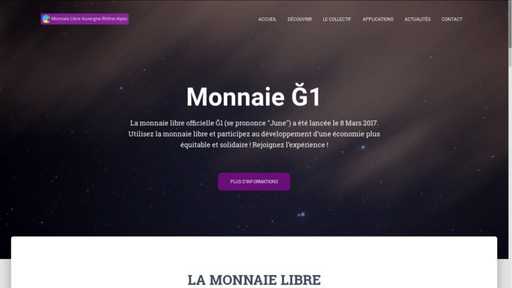 Monnaie Libre Auvergne-Rhône-Alpes
ACCUEIL DÉCOUVRIR LE COLLECTIF APPLICATIONS ACTUALITÉS CONTACT
Monnaie Ğ1
La monnaie libre officielle Ğ1 (se prononce "June") a été lancée le 8 Mars 2017.
Utilisez la monnaie libre et participez au développement d'une économie plus
équitable et solidaire ! Rejoignez l'expérience !
PLUS D'INFORMATIONS
LA MONNAIE LIBRE